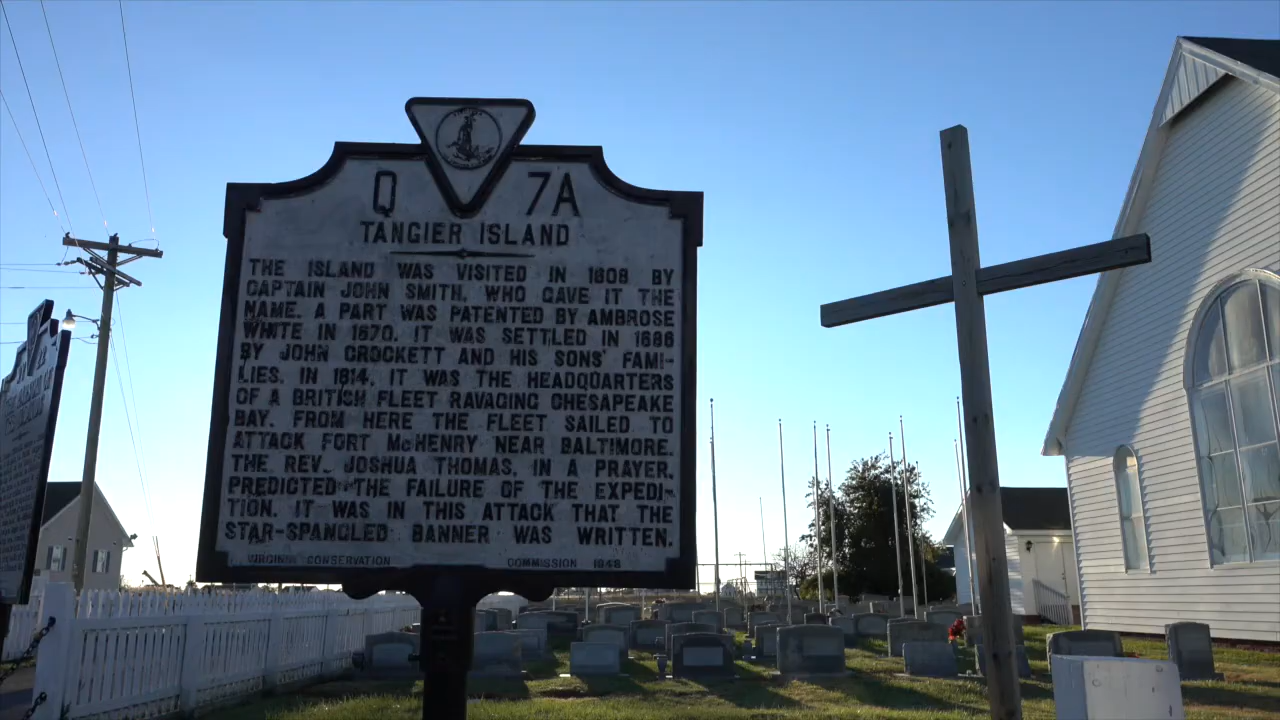 Q 7A
TANGIER ISLAND
THE ISLAND WAS VISITED IN 1608 BY
CAPTAIN JOHN SMITH, WHO GAVE IT THE
NAME. A PART WAS PATENTED BY AMBROSE
WHITE IN 1670. IT WAS SETTLED IN 1686
BY JOHN CROCKETT AND HIS SONS' FAMI-
LIES. IN 1814, IT WAS THE HEADQUARTERS
OF A BRITISH FLEET RAVAGING CHESAPEAKE
BAY. FROM HERE THE FLEET SAILED TO
ATTACK FORT McHENRY NEAR BALTIMORE.
THE REV. JOSHUA THOMAS, IN A PRAYER,
PREDICTED THE FAILURE OF THE EXPEDI-
TION. IT WAS IN THIS ATTACK THAT THE
STAR-SPANGLED BANNER WAS WRITTEN.
VIRGINIA CONSERVATION COMMISSION 1948